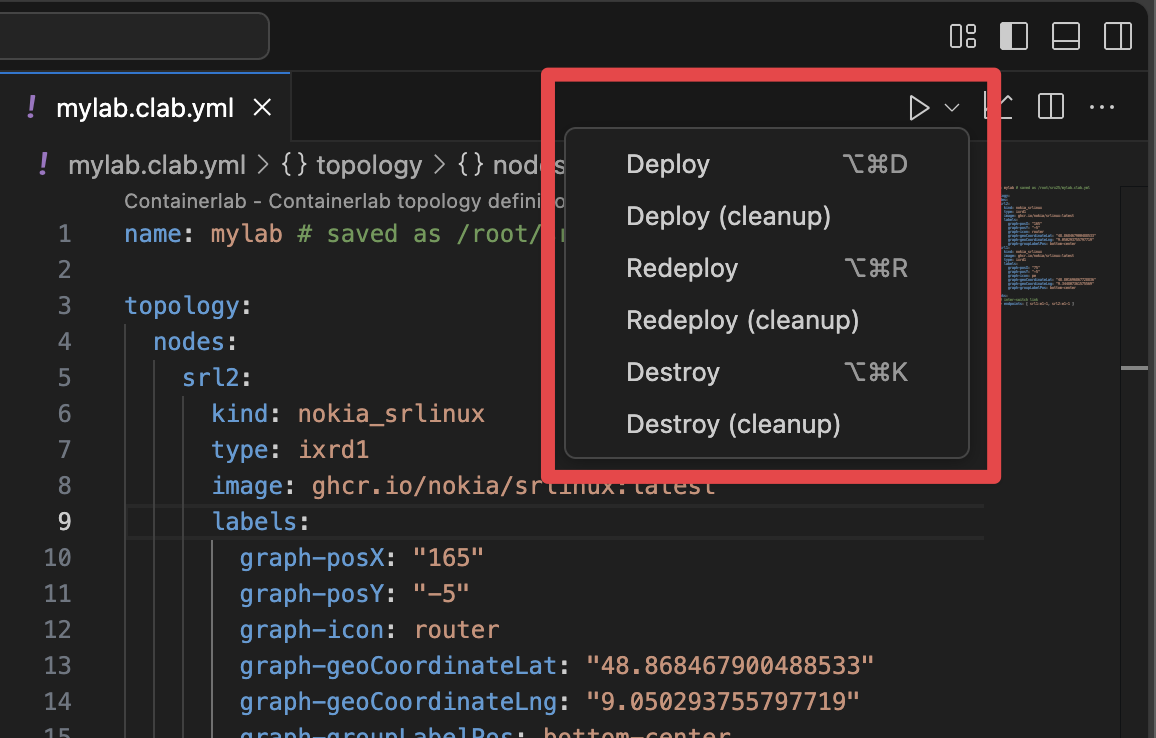 ! mylab.clab.yml ×
! mylab.clab.yml > {} topology > {} nodes
Containerlab - Containerlab topology defini
1 name: mylab # saved as /root/
2
3 topology:
4 nodes:
5 srl2:
6 kind: nokia_srlinux
7 type: ixrd1
8 image: ghcr.io/nokia/srlinux:latest
9 labels:
10 graph-posX: "165"
11 graph-posY: "-5"
12 graph-icon: router
13 graph-geoCoordinateLat: "48.868467900488533"
14 graph-geoCoordinateLng: "9.050293755797719"
15 graph-groupLabelPos: bottom-center
Deploy ⌥⌘D
Deploy (cleanup)
Redeploy ⌥⌘R
Redeploy (cleanup)
Destroy ⌥⌘K
Destroy (cleanup)